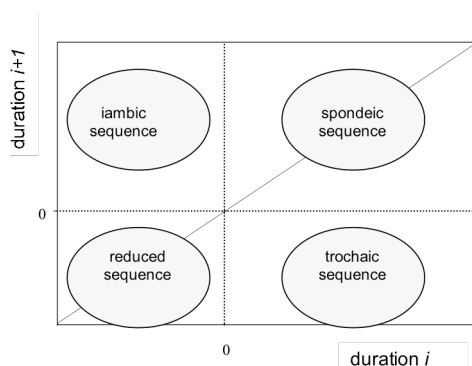 duration i+1
iambic
sequence
spondeic
sequence
0
reduced
sequence
trochaic
sequence
0
duration i